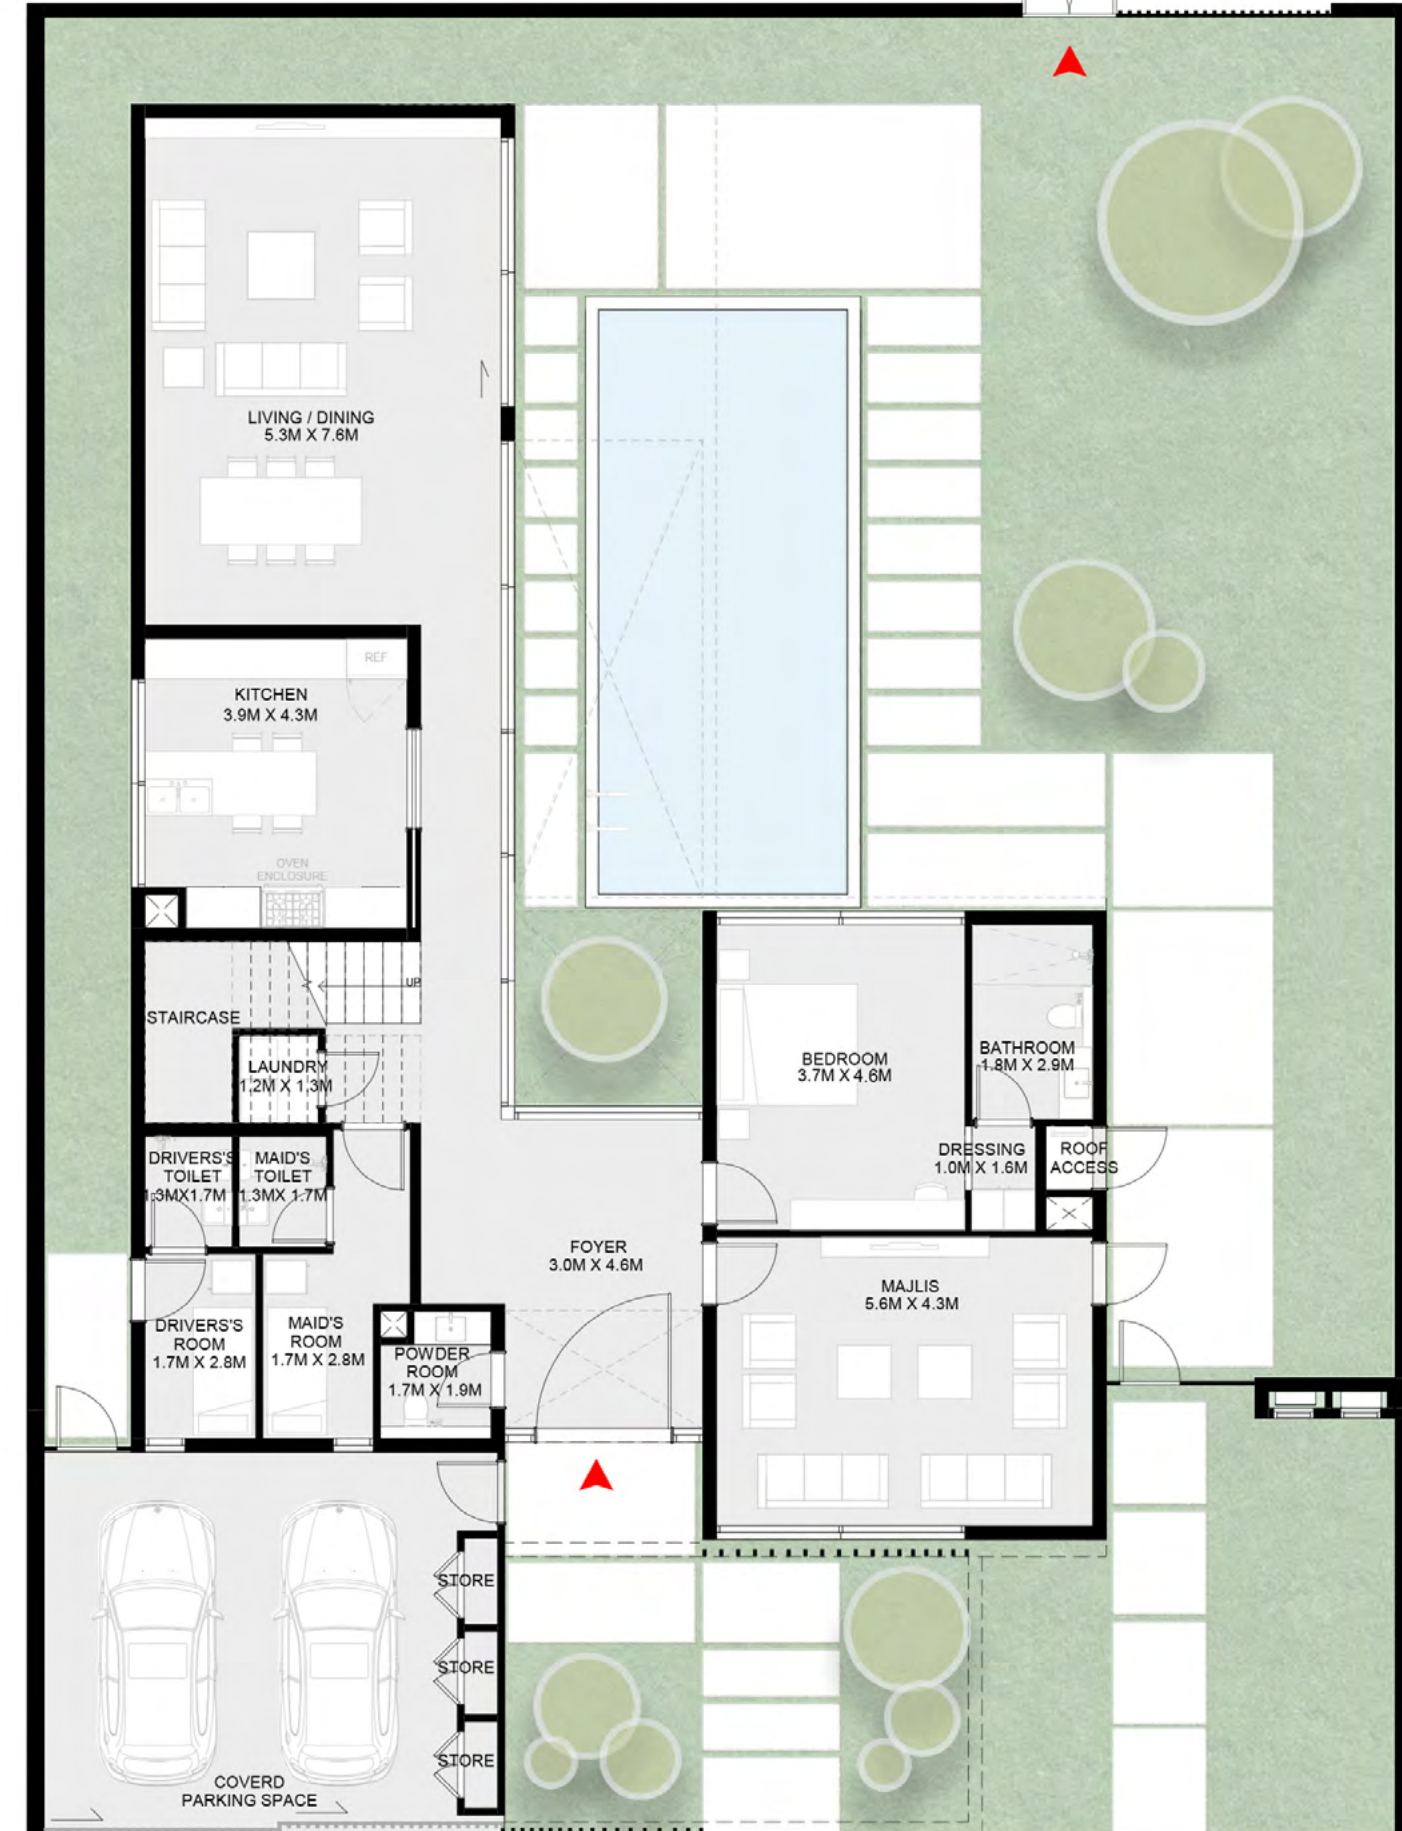 LIVING / DINING
5.3M X 7.6M
REF
KITCHEN
3.9M X 4.3M
OVEN
ENCLOSURE
UP
STAIRCASE
LAUNDRY
1.2M X 1.3M
BEDROOM
3.7M X 4.6M
BATHROOM
1.8M X 2.9M
DRIVERS'S
TOILET
1.3MX1.7M
MAID'S
TOILET
1.3MX 1.7M
DRESSING
1.0M X 1.6M
ROOF
ACCESS
FOYER
3.0M X 4.6M
MAJLIS
5.6M X 4.3M
DRIVERS'S
ROOM
1.7M X 2.8M
MAID'S
ROOM
1.7M X 2.8M
POWDER
ROOM
1.7M X 1.9M
STORE
STORE
STORE
COVERD
PARKING SPACE